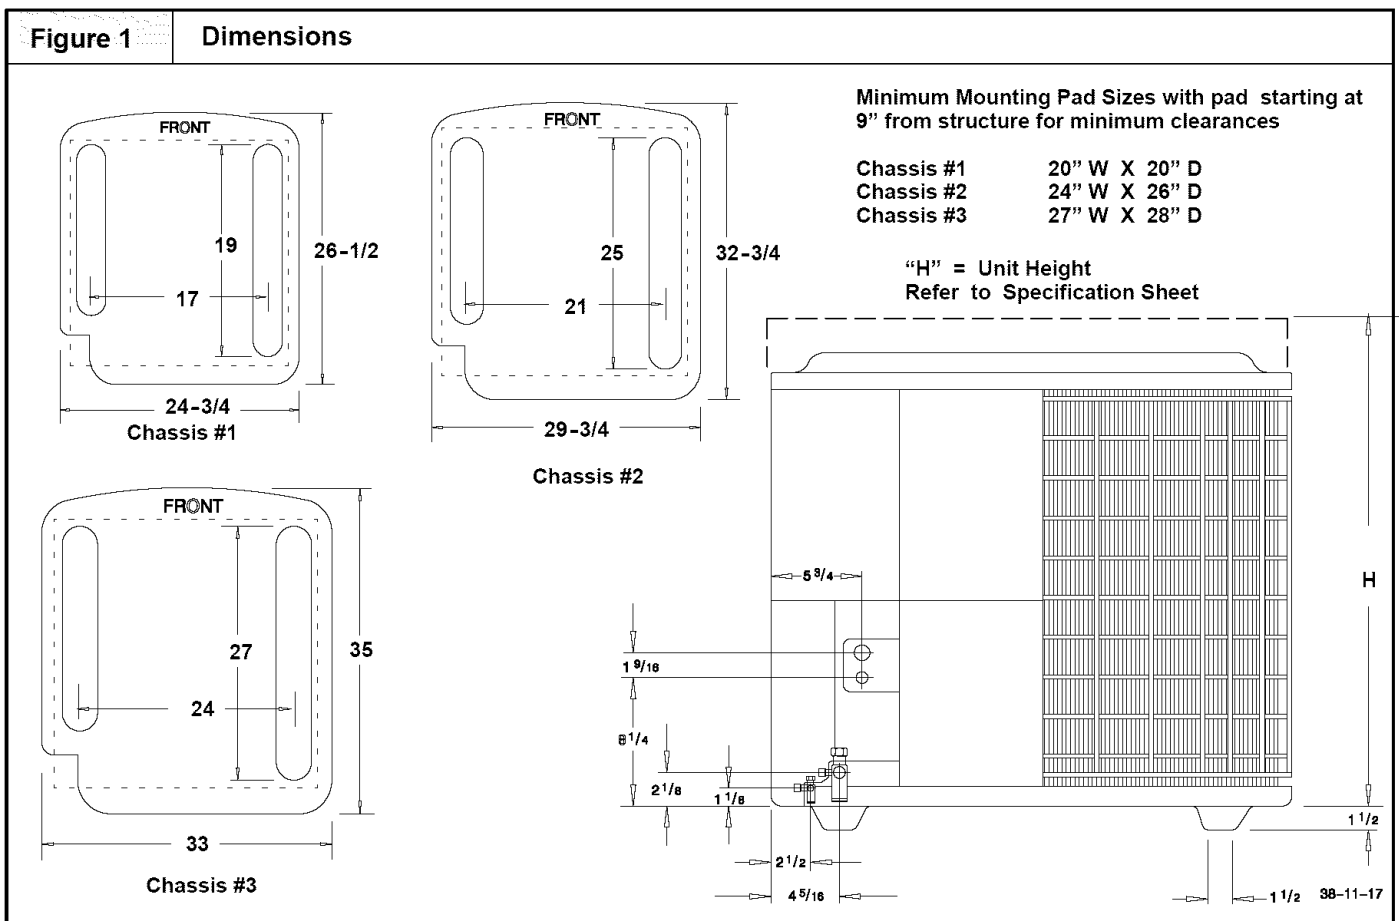 Figure 1
Dimensions
FRONT
19
17
26-1/2
24-3/4
Chassis #1
FRONT
25
21
32-3/4
29-3/4
Chassis #2
Minimum Mounting Pad Sizes with pad starting at
9” from structure for minimum clearances
Chassis #1 20” W X 20” D
Chassis #2 24” W X 26” D
Chassis #3 27” W X 28” D
“H” = Unit Height
Refer to Specification Sheet
FRONT
27
24
35
33
Chassis #3
5 3/4
1 9/16
8 1/4
2 1/8
1 1/8
2 1/2
4 5/16
H
1 1/2
1 1/2
38-11-17